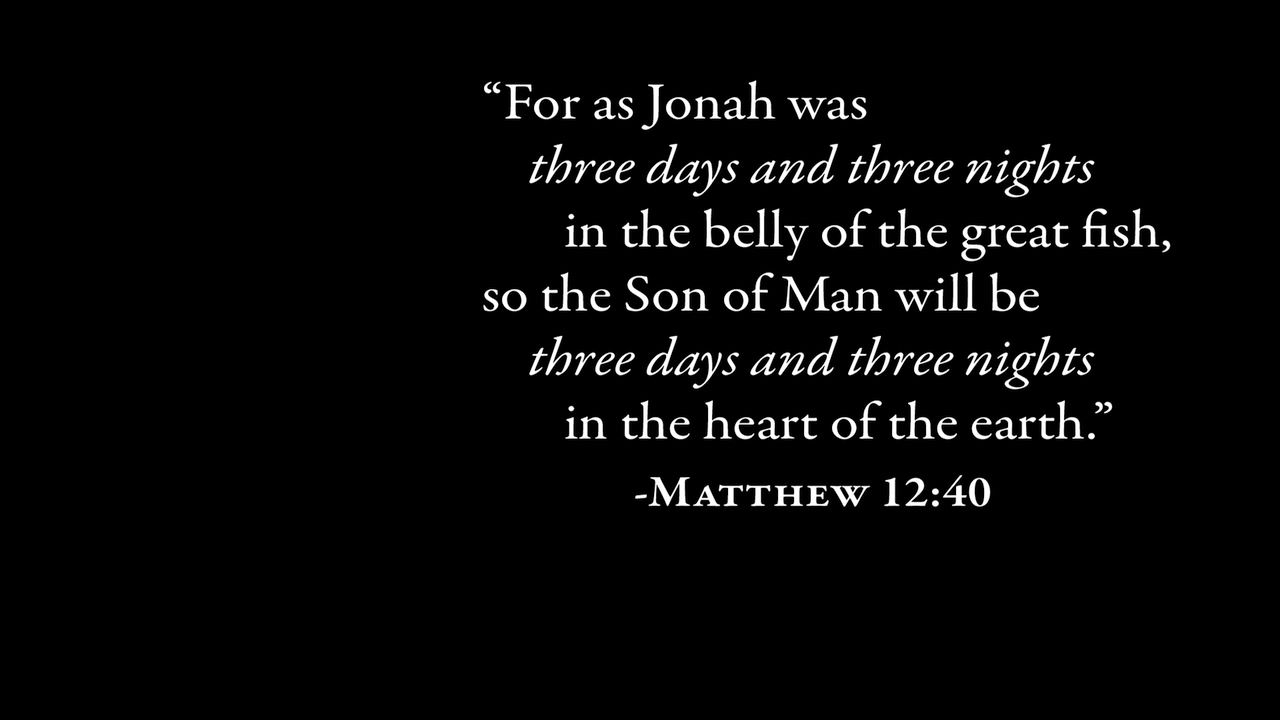 “For as Jonah was
three days and three nights
in the belly of the great fish,
so the Son of Man will be
three days and three nights
in the heart of the earth.”
-Matthew 12:40